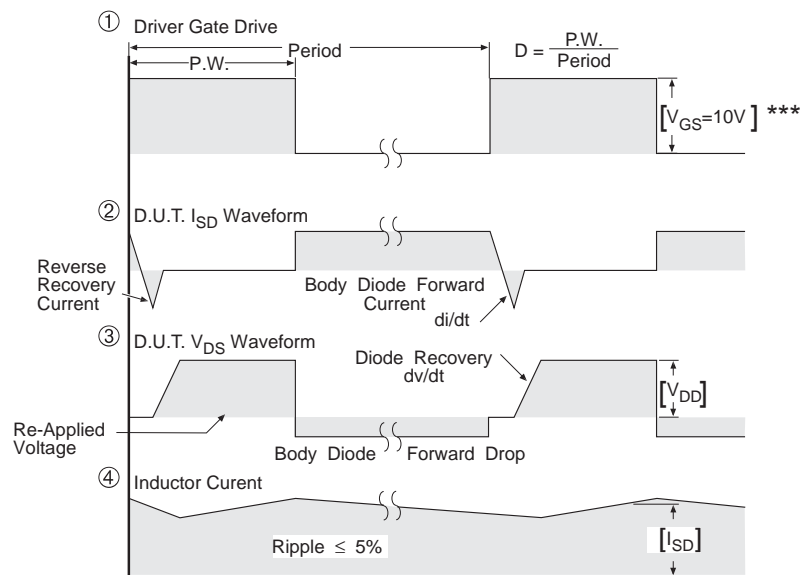 ① Driver Gate Drive
P.W.
Period
D = P.W.
Period
[VGS=10V] ***
② D.U.T. ISD Waveform
Reverse
Recovery
Current
Body Diode Forward
Current
di/dt
③ D.U.T. VDS Waveform
Diode Recovery
dv/dt
[VDD]
Re-Applied
Voltage
Body Diode Forward Drop
④ Inductor Curent
Ripple ≤ 5%
[ISD]